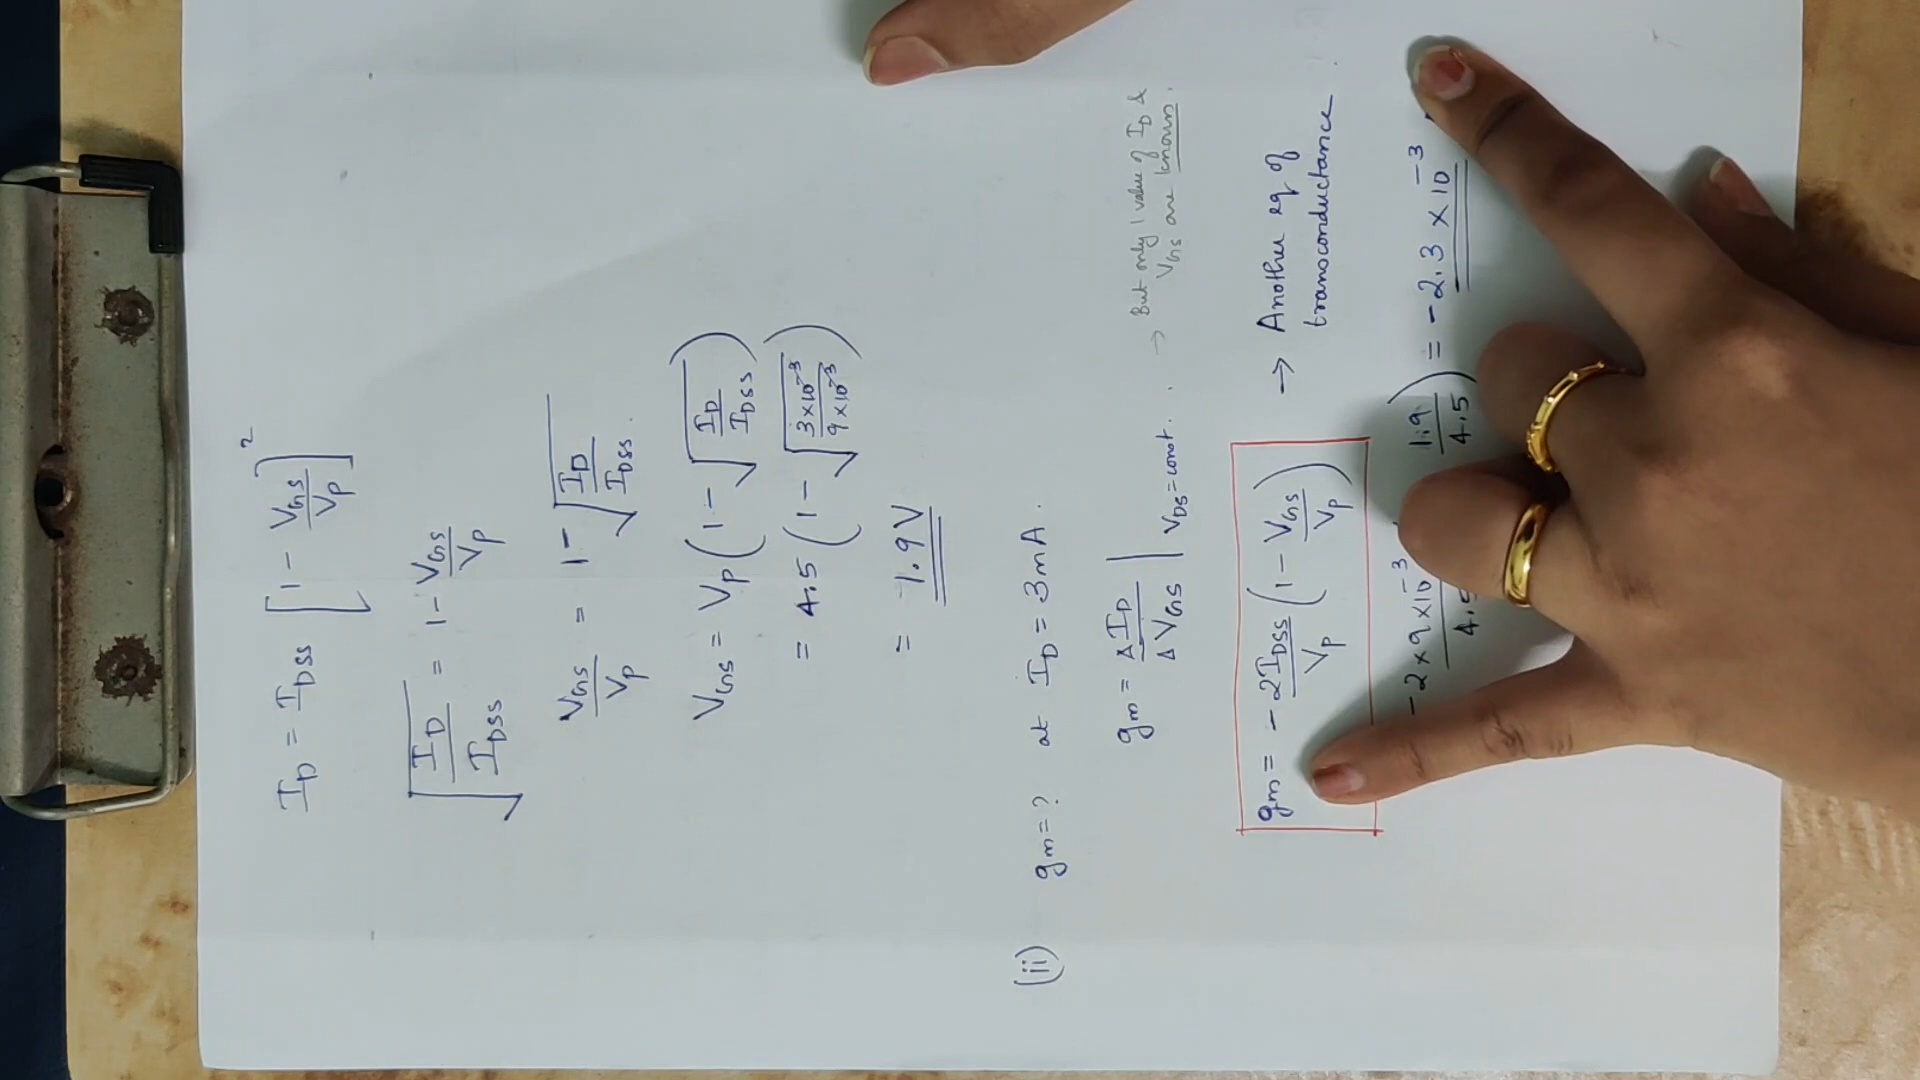 I_D = I_DSS [1 - V_GS/V_P]²
√(I_D/I_DSS) = 1 - V_GS/V_P
V_GS/V_P = 1 - √(I_D/I_DSS).
V_GS = V_P (1 - √(I_D/I_DSS))
= 4.5 (1 - √(3×10⁻³/9×10⁻³))
= 1.9V
(ii) gm = ? at I_D = 3mA.
gm = ΔI_D/ΔV_GS | V_DS = const. → But only 1 value of I_D & V_GS are known.
gm = -2I_DSS/V_P (1 - V_GS/V_P) → Another eq of transconductance
-2×9×10⁻³ 1.9/4.5) = -2.3 × 10⁻³